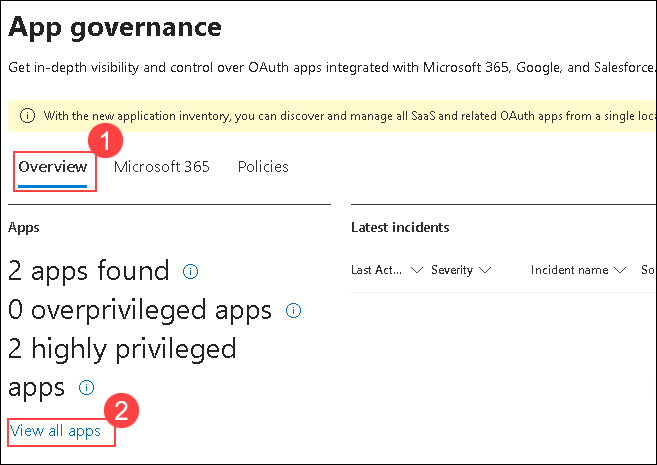 App governance
Get in-depth visibility and control over OAuth apps integrated with Microsoft 365, Google, and Salesforce.
With the new application inventory, you can discover and manage all SaaS and related OAuth apps from a single loca
1
Overview Microsoft 365 Policies
Apps
2 apps found
0 overprivileged apps
2 highly privileged
apps
2
View all apps
Latest incidents
Last Act... Severity Incident name So